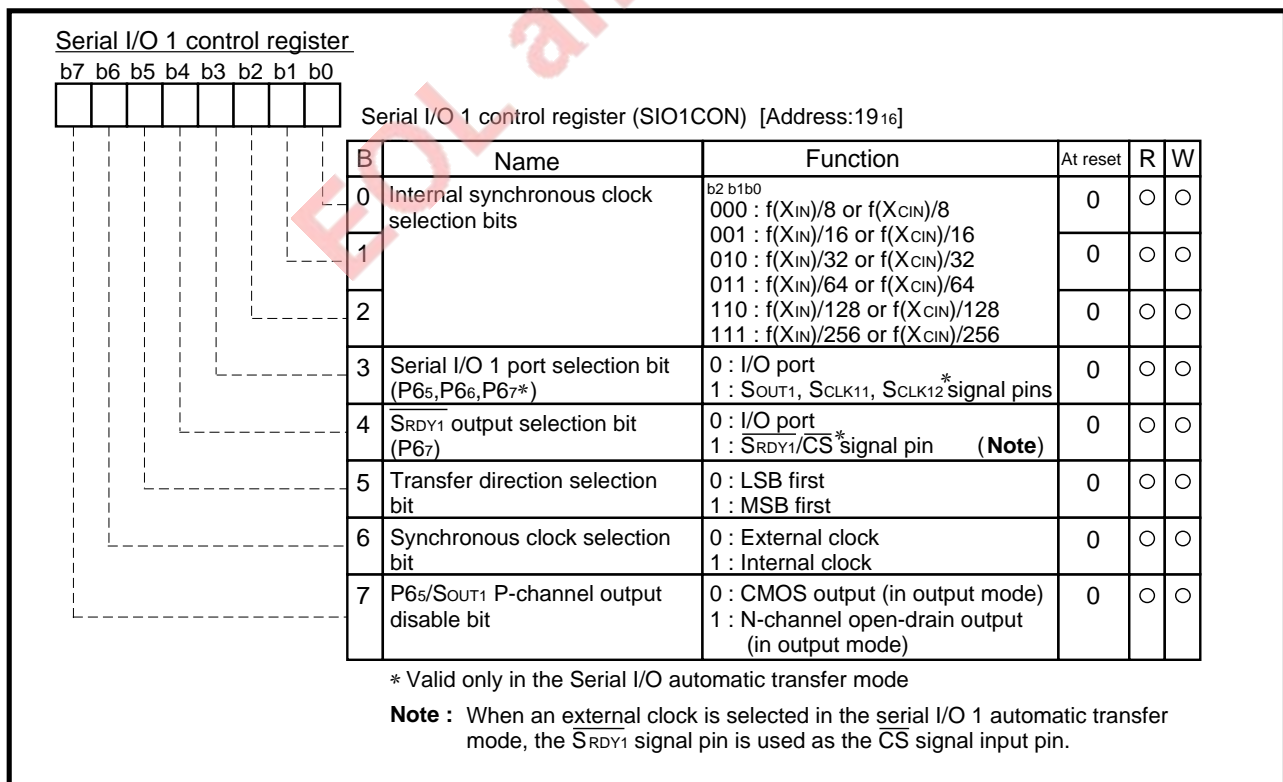 Serial I/O 1 control register
b7 b6 b5 b4 b3 b2 b1 b0
Serial I/O 1 control register (SIO1CON) [Address:1916]
B Name Function At reset R W
0 Internal synchronous clock
selection bits
b2 b1b0
000 : f(XIN)/8 or f(XCIN)/8
001 : f(XIN)/16 or f(XCIN)/16
010 : f(XIN)/32 or f(XCIN)/32
011 : f(XIN)/64 or f(XCIN)/64
110 : f(XIN)/128 or f(XCIN)/128
111 : f(XIN)/256 or f(XCIN)/256
0 ○ ○
1 0 ○ ○
2 0 ○ ○
3 Serial I/O 1 port selection bit
(P65,P66,P67*)
0 : I/O port
1 : SOUT1, SCLK11, SCLK12* signal pins
0 ○ ○
4 SRDY1 output selection bit
(P67)
0 : I/O port
1 : SRDY1/CS* signal pin (Note)
0 ○ ○
5 Transfer direction selection
bit
0 : LSB first
1 : MSB first
0 ○ ○
6 Synchronous clock selection
bit
0 : External clock
1 : Internal clock
0 ○ ○
7 P65/SOUT1 P-channel output
disable bit
0 : CMOS output (in output mode)
1 : N-channel open-drain output
(in output mode)
0 ○ ○
* Valid only in the Serial I/O automatic transfer mode
Note : When an external clock is selected in the serial I/O 1 automatic transfer
mode, the SRDY1 signal pin is used as the CS signal input pin.
EOL an